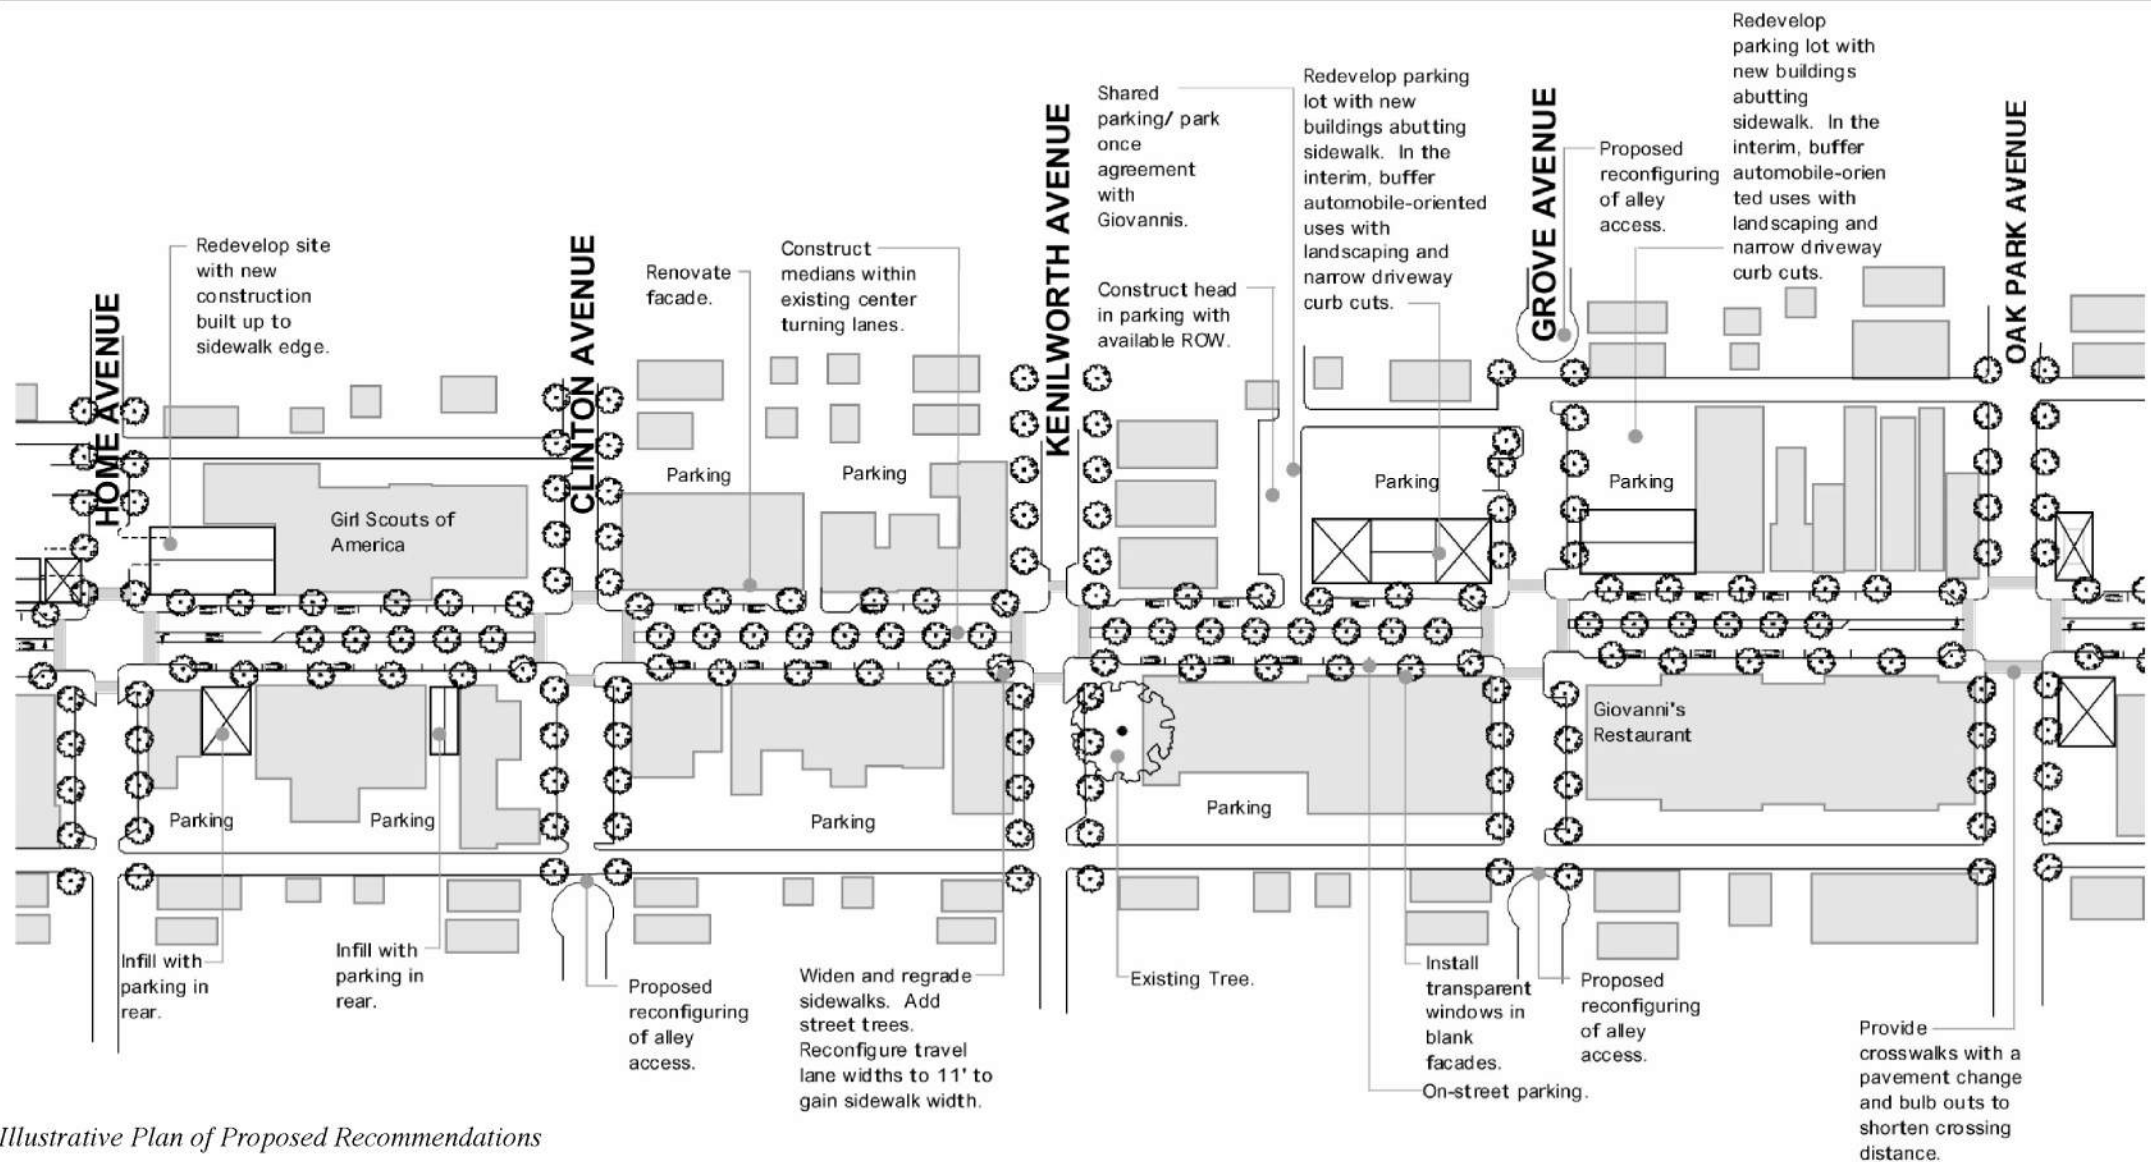 Redevelop
parking lot with
new buildings
abutting
sidewalk. In the
interim, buffer
automobile-orien
ted uses with
landscaping and
narrow driveway
curb cuts.
Redevelop parking
lot with new
buildings abutting
sidewalk. In the
interim, buffer
automobile-oriented
uses with
landscaping and
narrow driveway
curb cuts.
Shared
parking/ park
once
agreement
with
Giovannis.
Proposed
reconfiguring
of alley
access.
Construct head
in parking with
available ROW.
Redevelop site
with new
construction
built up to
sidewalk edge.
Renovate
facade.
Construct
medians within
existing center
turning lanes.
HOME AVENUE
CLINTON AVENUE
KENILWORTH AVENUE
GROVE AVENUE
OAK PARK AVENUE
Parking
Parking
Parking
Parking
Girl Scouts of
America
Giovanni's
Restaurant
Parking
Parking
Parking
Parking
Infill with
parking in
rear.
Infill with
parking in
rear.
Proposed
reconfiguring
of alley
access.
Widen and regrade
sidewalks. Add
street trees.
Reconfigure travel
lane widths to 11' to
gain sidewalk width.
Existing Tree.
Install
transparent
windows in
blank
facades.
On-street parking.
Proposed
reconfiguring
of alley
access.
Provide
crosswalks with a
pavement change
and bulb outs to
shorten crossing
distance.
Illustrative Plan of Proposed Recommendations